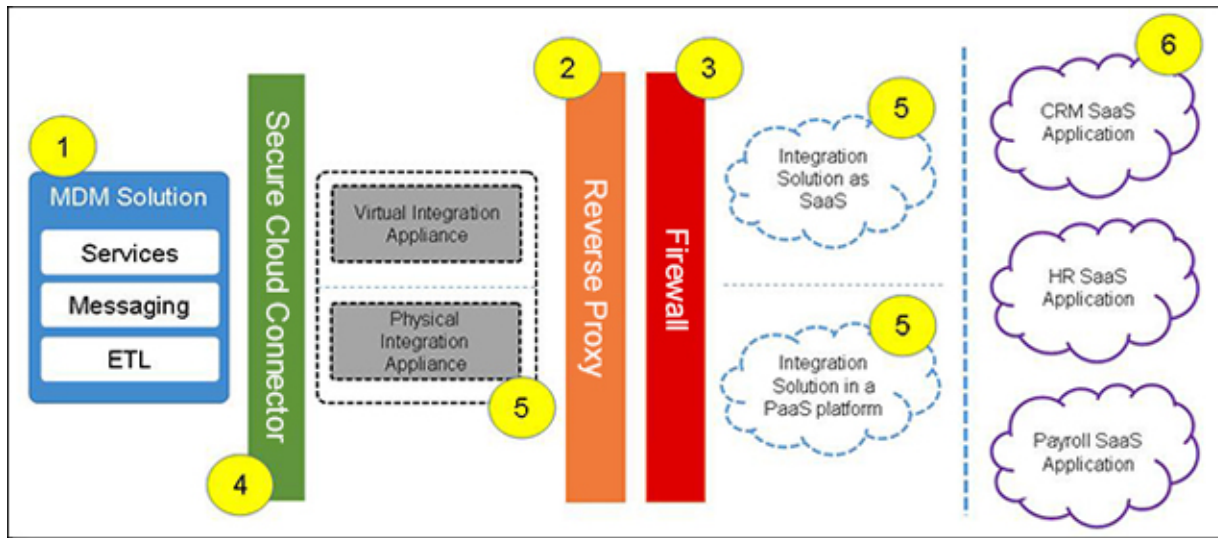 1
MDM Solution
Services
Messaging
ETL
Secure Cloud Connector
4
Virtual Integration
Appliance
Physical
Integration
Appliance
5
2
Reverse Proxy
3
Firewall
5
Integration
Solution as
SaaS
5
Integration
Solution in a
PaaS platform
6
CRM SaaS
Application
HR SaaS
Application
Payroll SaaS
Application